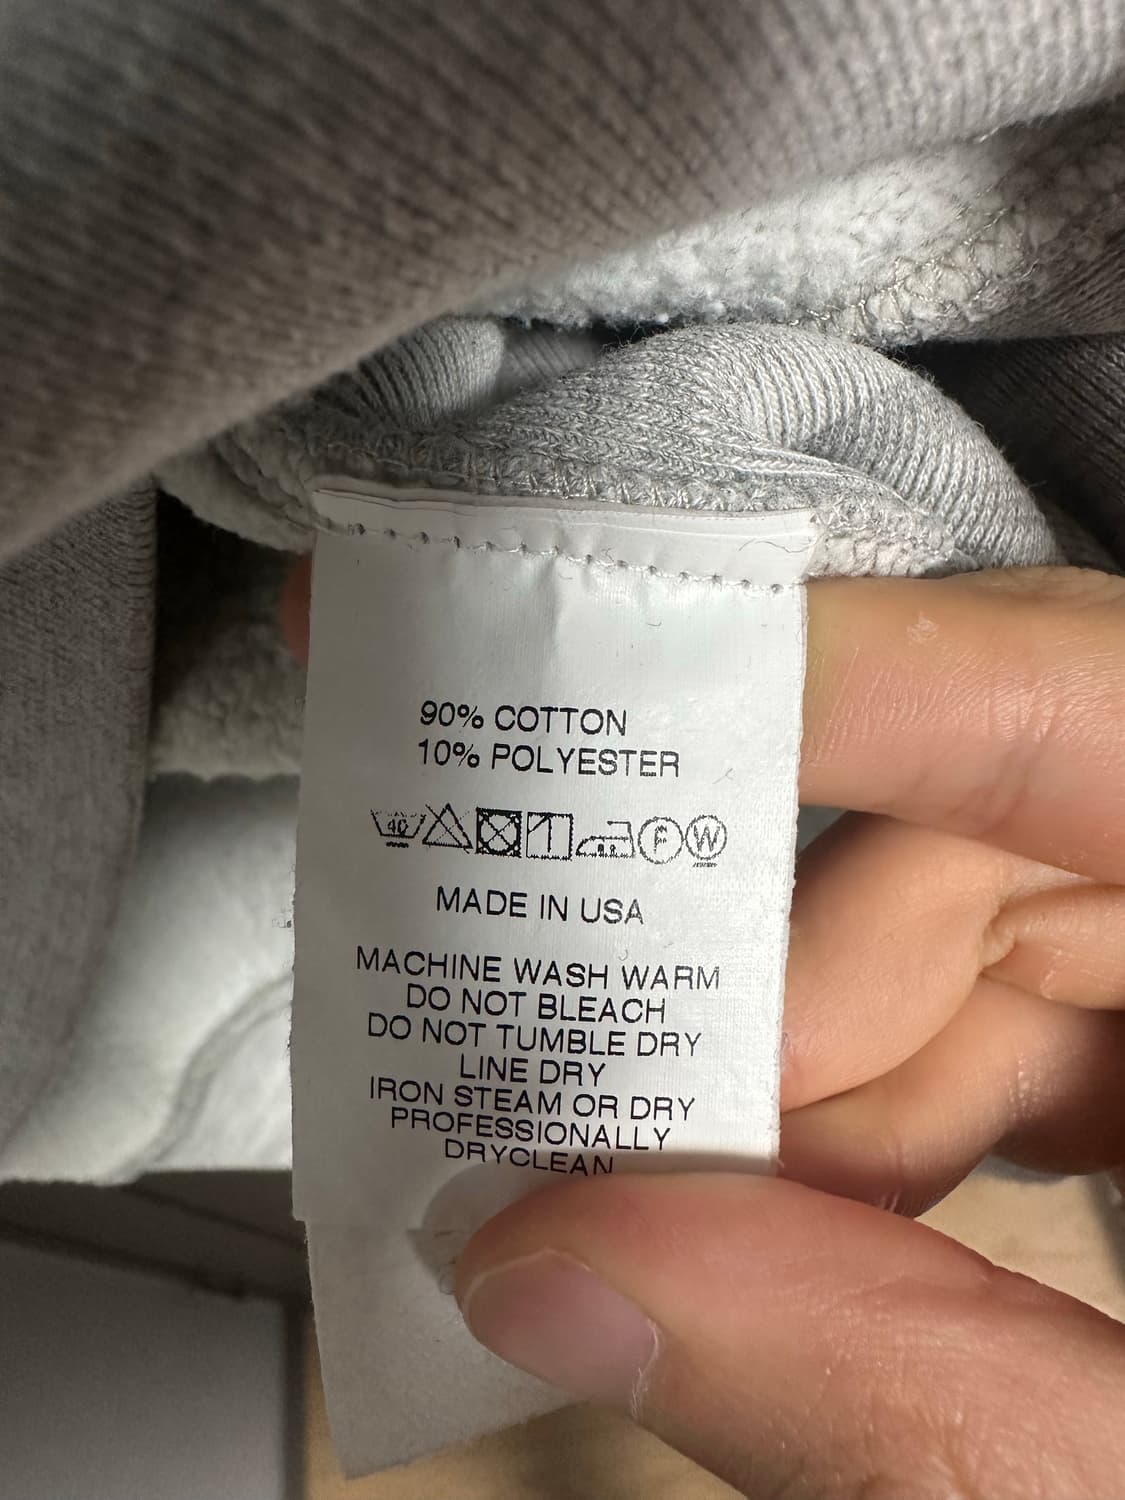 90% COTTON
10% POLYESTER
40 F W
MADE IN USA
MACHINE WASH WARM
DO NOT BLEACH
DO NOT TUMBLE DRY
LINE DRY
IRON STEAM OR DRY
PROFESSIONALLY
DRYCLEAN